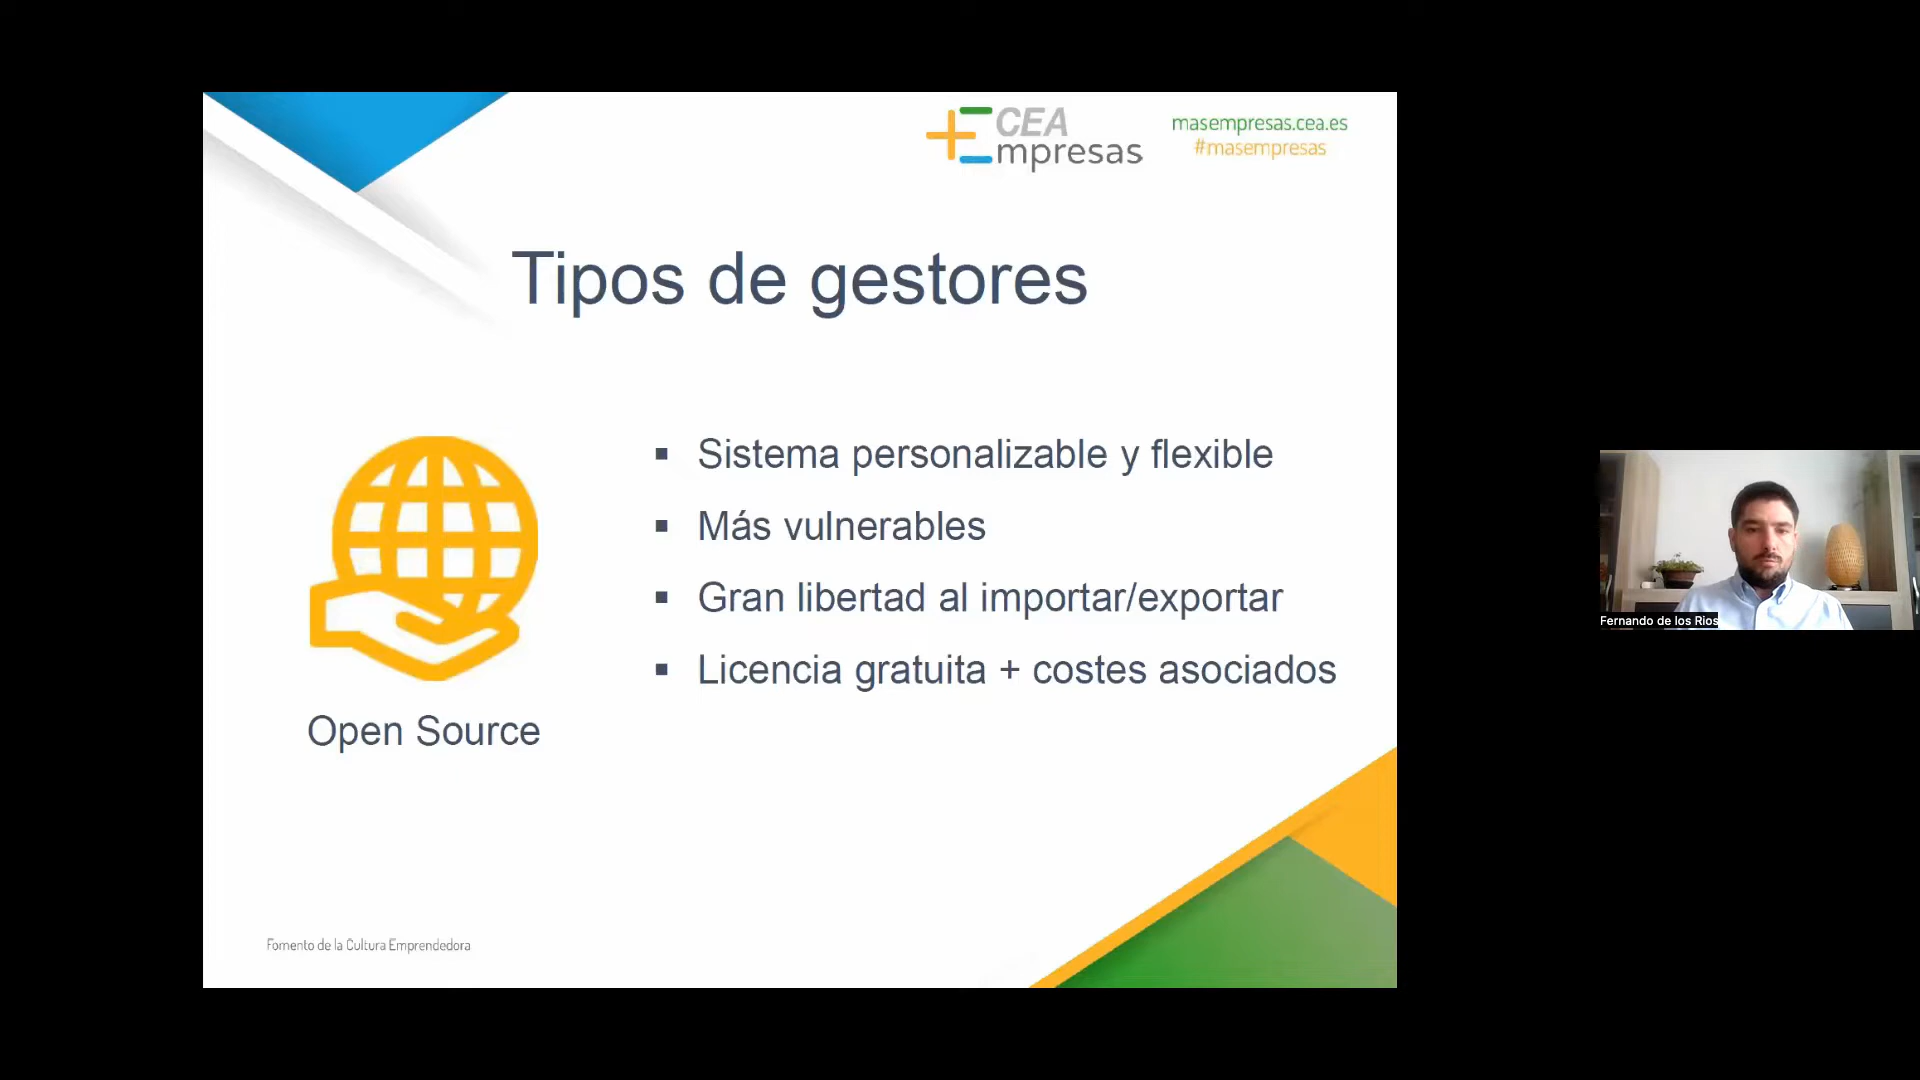 CEA
Empresas
masempresas.cea.es
#masempresas
Tipos de gestores
▪ Sistema personalizable y flexible
▪ Más vulnerables
▪ Gran libertad al importar/exportar
▪ Licencia gratuita + costes asociados
Open Source
Fernando de los Rios
Fomento de la Cultura Emprendedora